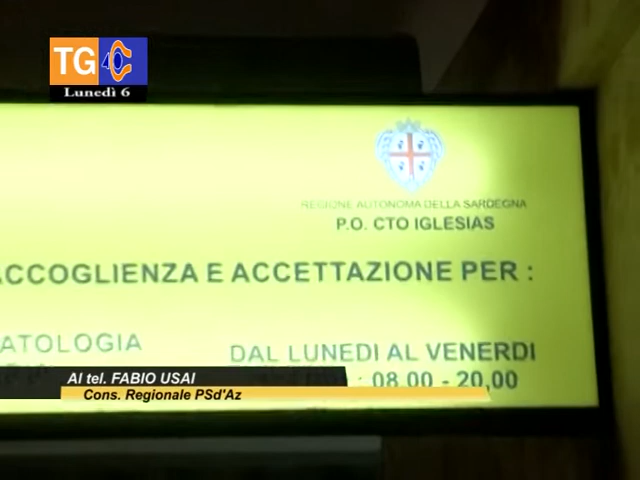 TG 40 C
Lunedì 6
REGIONE AUTONOMA DELLA SARDEGNA
P.O. CTO IGLESIAS
ACCOGLIENZA E ACCETTAZIONE PER :
ATOLOGIA
DAL LUNEDI AL VENERDI
: 08,00 - 20,00
Al tel. FABIO USAI
Cons. Regionale PSd'Az